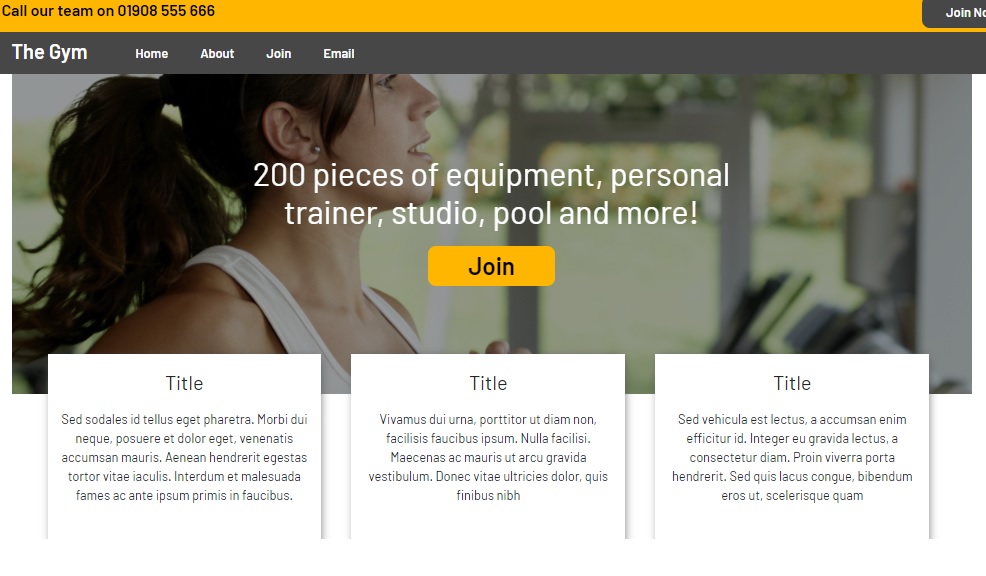 Call our team on 01908 555 666
Join No
The Gym Home About Join Email
200 pieces of equipment, personal
trainer, studio, pool and more!
Join
Title
Sed sodales id tellus eget pharetra. Morbi dui
neque, posuere et dolor eget, venenatis
accumsan mauris. Aenean hendrerit egestas
tortor vitae iaculis. Interdum et malesuada
fames ac ante ipsum primis in faucibus.
Title
Vivamus dui urna, porttitor ut diam non,
facilisis faucibus ipsum. Nulla facilisi.
Maecenas ac mauris ut arcu gravida
vestibulum. Donec vitae ultricies dolor, quis
finibus nibh
Title
Sed vehicula est lectus, a accumsan enim
efficitur id. Integer eu gravida lectus, a
consectetur diam. Proin viverra porta
hendrerit. Sed quis lacus congue, bibendum
eros ut, scelerisque quam